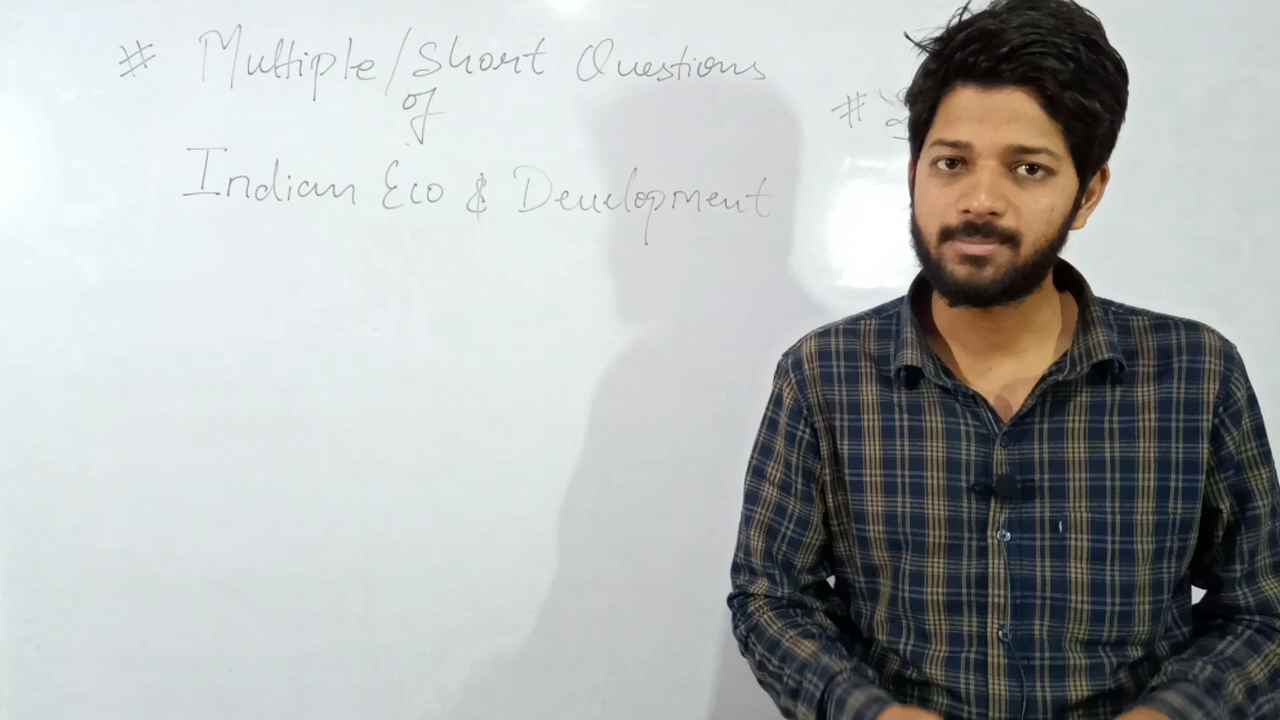 # Multiple/Short Questions
of
Indian Eco & Development
#